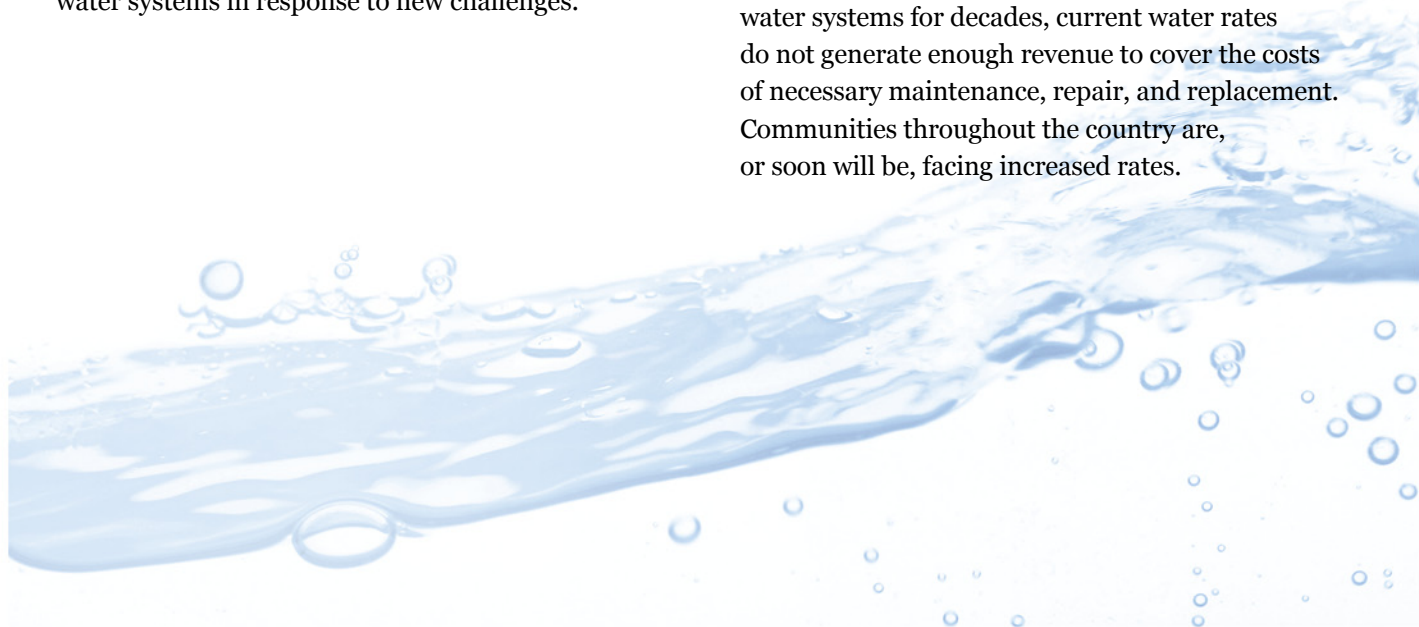 water systems in response to new challenges.
water systems for decades, current water rates
do not generate enough revenue to cover the costs
of necessary maintenance, repair, and replacement.
Communities throughout the country are,
or soon will be, facing increased rates.